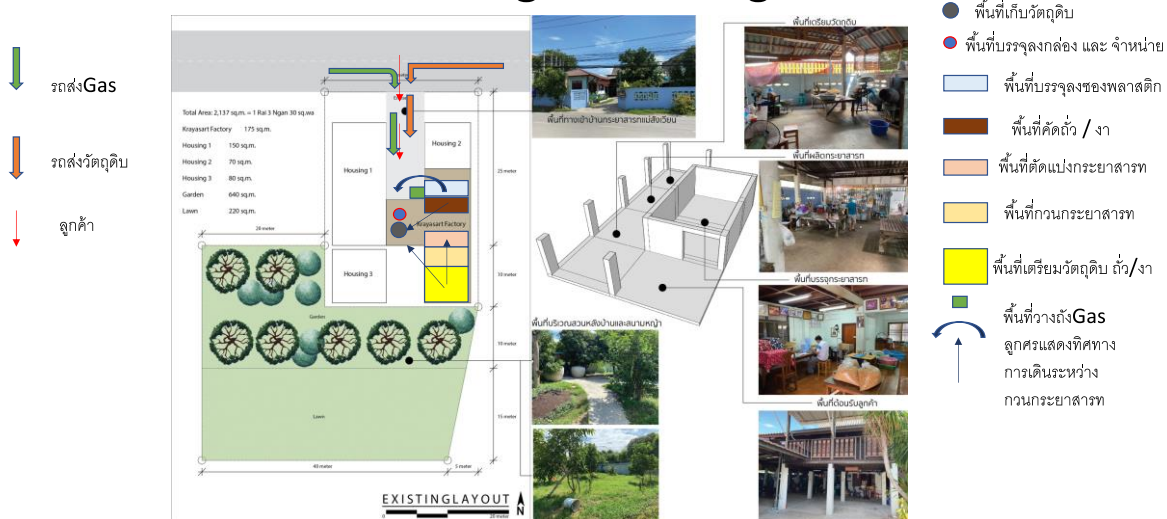 รถส่งGas
รถส่งวัตถุดิบ
ลูกค้า
Total Area: 2,137 sq.m. = 1 Rai 3 Ngan 30 sq.wa
Krayasart Factory 175 sq.m.
Housing 1 150 sq.m.
Housing 2 70 sq.m.
Housing 3 80 sq.m.
Garden 640 sq.m.
Lawn 220 sq.m.
Housing 1
Housing 2
25 meter
Krayasart Factory
20 meter
Housing 3
10 meter
Garden
10 meter
Lawn
15 meter
40 meter
5 meter
EXISTINGLAYOUT
N
0
20 meter
พื้นที่ทางเข้าบ้านกระยาสารทแม่สังเวียน
พื้นที่เตรียมวัตถุดิบ
พื้นที่ผลิตกระยาสารท
พื้นที่บรรจุกระยาสารท
พื้นที่บริเวณสวนหลังบ้านและสนามหญ้า
พื้นที่ต้อนรับลูกค้า
พื้นที่เก็บวัตถุดิบ
พื้นที่บรรจุลงกล่อง และ จำหน่าย
พื้นที่บรรจุลงซองพลาสติก
พื้นที่คัดถั่ว / งา
พื้นที่ตัดแบ่งกระยาสารท
พื้นที่กวนกระยาสารท
พื้นที่เตรียมวัตถุดิบ ถั่ว/งา
พื้นที่วางถังGas
ลูกศรแสดงทิศทาง
การเดินระหว่าง
กวนกระยาสารท